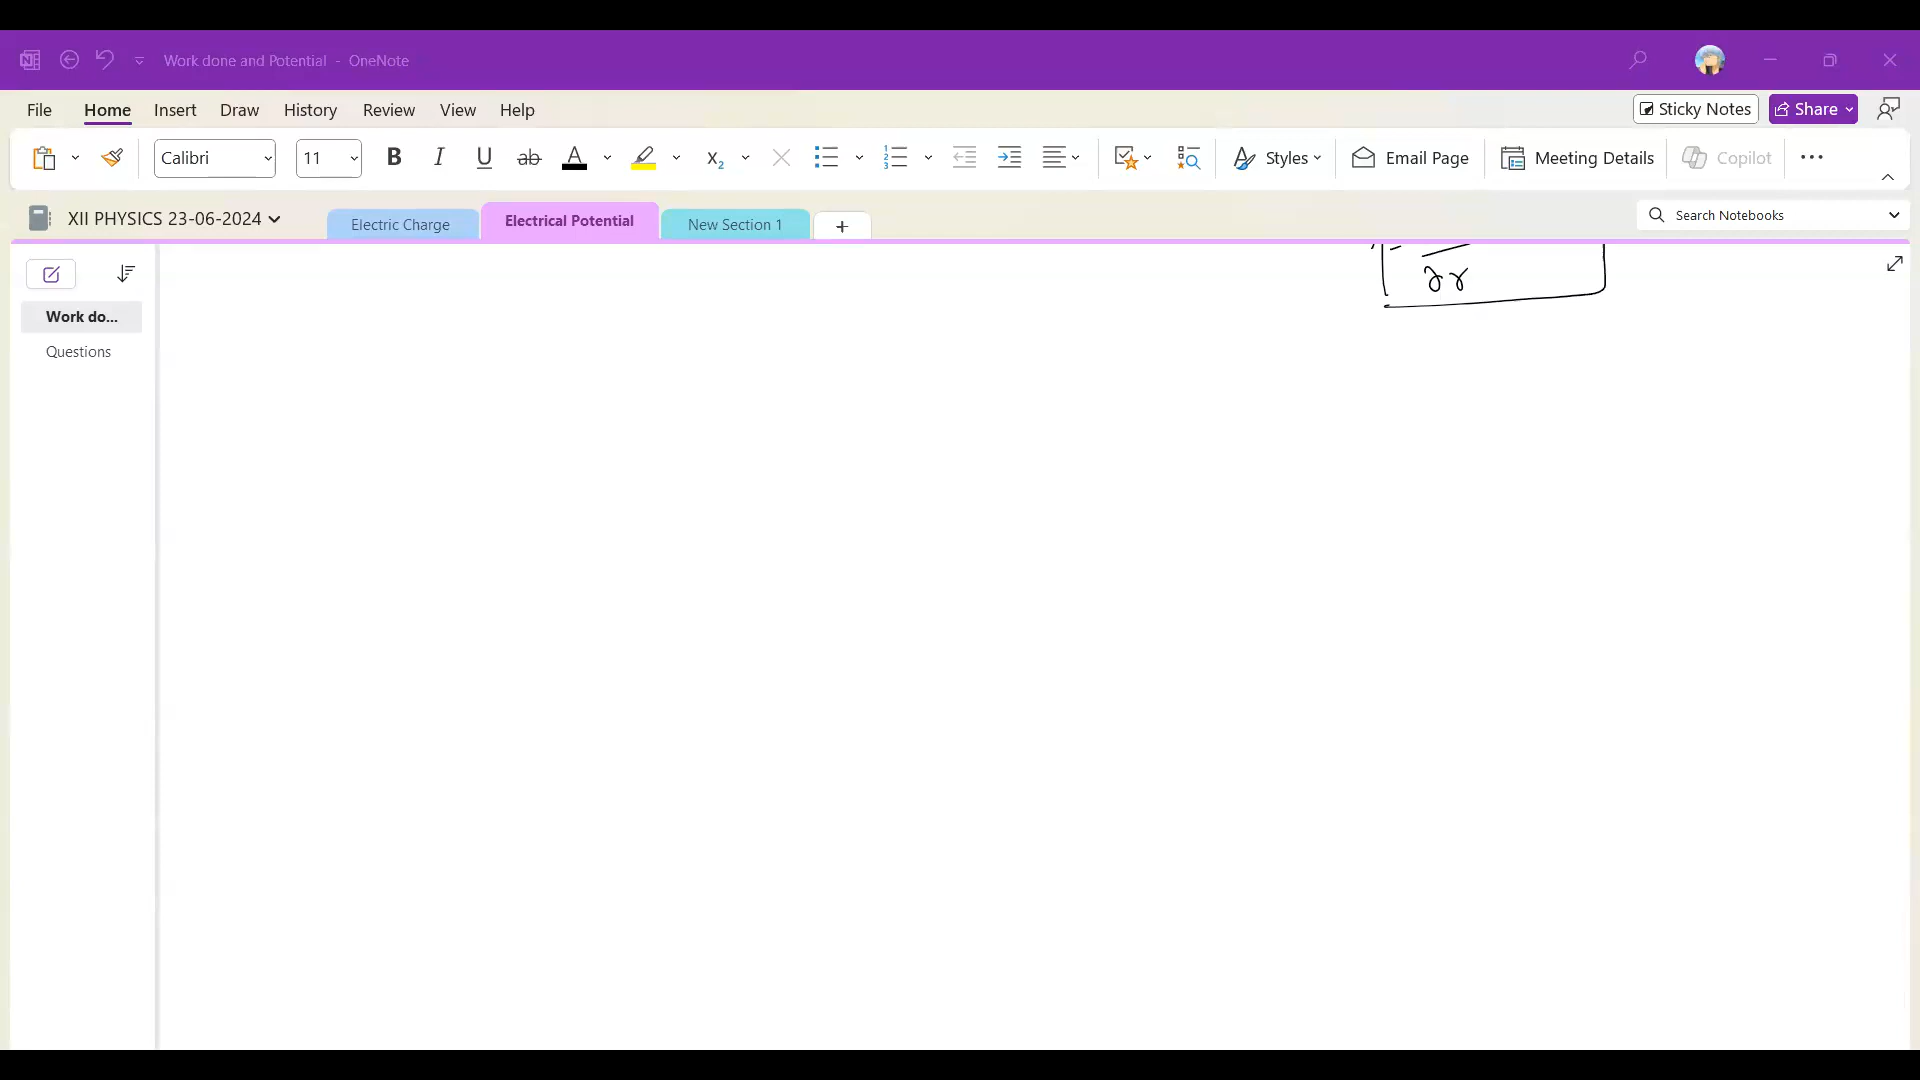 Work done and Potential - OneNote
File Home Insert Draw History Review View Help
Sticky Notes Share
Calibri 11 B I U ab A x₂ Styles Email Page Meeting Details Copilot
XII PHYSICS 23-06-2024 Electric Charge Electrical Potential New Section 1 + Search Notebooks
Work do...
Questions
∂r